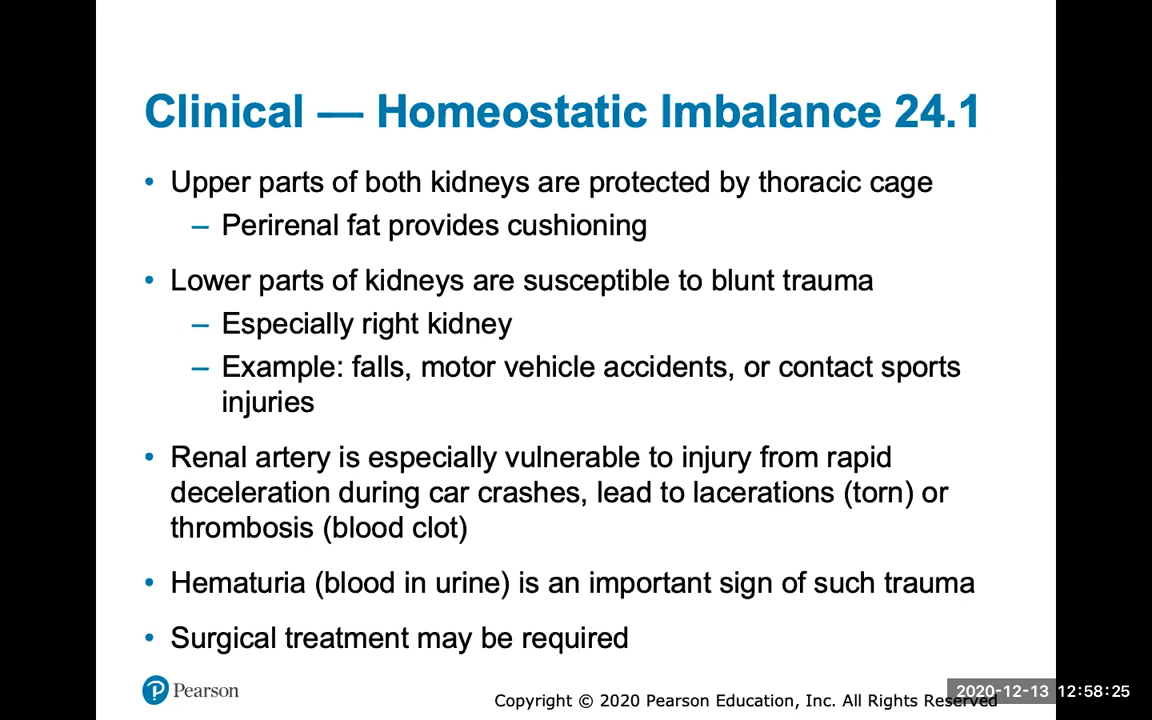 Clinical — Homeostatic Imbalance 24.1
• Upper parts of both kidneys are protected by thoracic cage
– Perirenal fat provides cushioning
• Lower parts of kidneys are susceptible to blunt trauma
– Especially right kidney
– Example: falls, motor vehicle accidents, or contact sports
injuries
• Renal artery is especially vulnerable to injury from rapid
deceleration during car crashes, lead to lacerations (torn) or
thrombosis (blood clot)
• Hematuria (blood in urine) is an important sign of such trauma
• Surgical treatment may be required
P Pearson
Copyright © 2020 Pearson Education, Inc. All Rights Reserved
2020-12-13 12:58:25